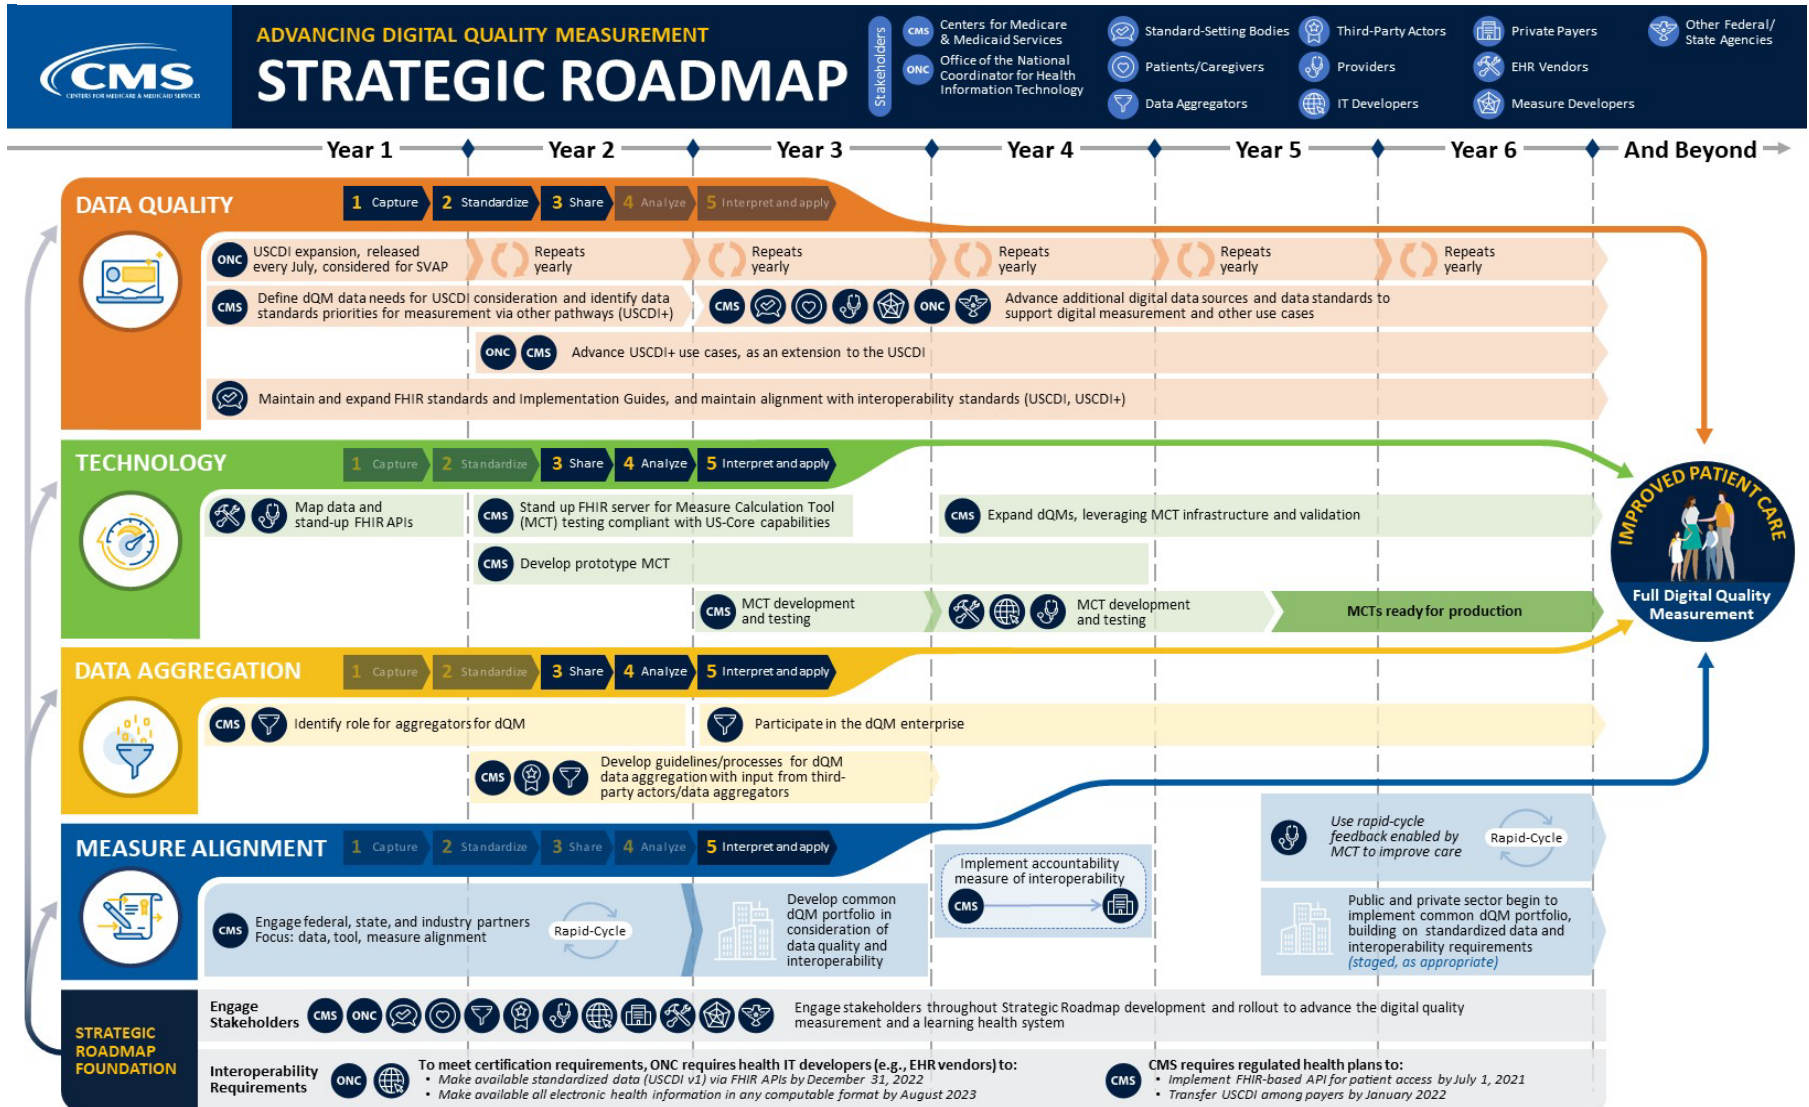 CMS
CENTERS FOR MEDICARE & MEDICAID SERVICES
ADVANCING DIGITAL QUALITY MEASUREMENT
STRATEGIC ROADMAP
Stakeholders
CMS
Centers for Medicare
& Medicaid Services
ONC
Office of the National
Coordinator for Health
Information Technology
Standard-Setting Bodies
Patients/Caregivers
Data Aggregators
Third-Party Actors
Providers
IT Developers
Private Payers
EHR Vendors
Measure Developers
Other Federal/
State Agencies
Year 1 Year 2 Year 3 Year 4 Year 5 Year 6 And Beyond
DATA QUALITY
1 Capture 2 Standardize 3 Share 4 Analyze 5 Interpret and apply
ONC
USCDI expansion, released
every July, considered for SVAP
Repeats
yearly
Repeats
yearly
Repeats
yearly
Repeats
yearly
Repeats
yearly
CMS
Define dQM data needs for USCDI consideration and identify data
standards priorities for measurement via other pathways (USCDI+)
CMS ONC
Advance additional digital data sources and data standards to
support digital measurement and other use cases
ONC CMS Advance USCDI+ use cases, as an extension to the USCDI
Maintain and expand FHIR standards and Implementation Guides, and maintain alignment with interoperability standards (USCDI, USCDI+)
TECHNOLOGY
1 Capture 2 Standardize 3 Share 4 Analyze 5 Interpret and apply
Map data and
stand-up FHIR APIs
CMS
Stand up FHIR server for Measure Calculation Tool
(MCT) testing compliant with US-Core capabilities
CMS Expand dQMs, leveraging MCT infrastructure and validation
CMS Develop prototype MCT
CMS
MCT development
and testing
MCT development
and testing
MCTs ready for production
IMPROVED PATIENT CARE
Full Digital Quality
Measurement
DATA AGGREGATION
1 Capture 2 Standardize 3 Share 4 Analyze 5 Interpret and apply
CMS Identify role for aggregators for dQM
Participate in the dQM enterprise
CMS
Develop guidelines/processes for dQM
data aggregation with input from third-
party actors/data aggregators
MEASURE ALIGNMENT
1 Capture 2 Standardize 3 Share 4 Analyze 5 Interpret and apply
CMS
Engage federal, state, and industry partners
Focus: data, tool, measure alignment
Rapid-Cycle
Develop common
dQM portfolio in
consideration of
data quality and
interoperability
Implement accountability
measure of interoperability
CMS
Use rapid-cycle
feedback enabled by
MCT to improve care
Rapid-Cycle
Public and private sector begin to
implement common dQM portfolio,
building on standardized data and
interoperability requirements
(staged, as appropriate)
STRATEGIC
ROADMAP
FOUNDATION
Engage
Stakeholders
CMS ONC
Engage stakeholders throughout Strategic Roadmap development and rollout to advance the digital quality
measurement and a learning health system
Interoperability
Requirements
ONC
To meet certification requirements, ONC requires health IT developers (e.g., EHR vendors) to:
• Make available standardized data (USCDI v1) via FHIR APIs by December 31, 2022
• Make available all electronic health information in any computable format by August 2023
CMS
CMS requires regulated health plans to:
• Implement FHIR-based API for patient access by July 1, 2021
• Transfer USCDI among payers by January 2022